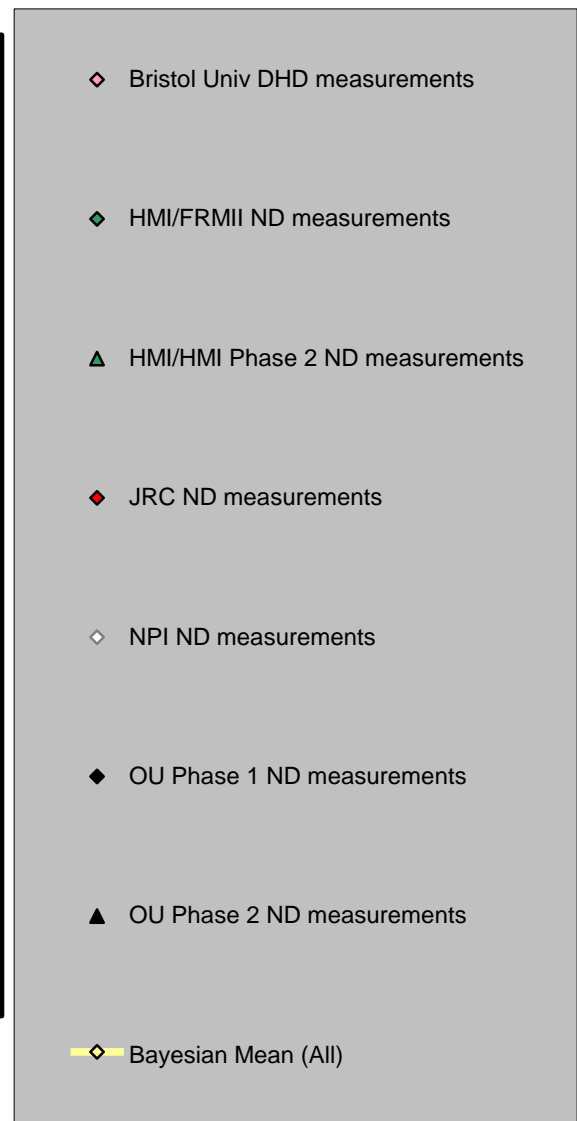 Bristol Univ DHD measurements
HMI/FRMII ND measurements
HMI/HMI Phase 2 ND measurements
JRC ND measurements
NPI ND measurements
OU Phase 1 ND measurements
OU Phase 2 ND measurements
Bayesian Mean (All)